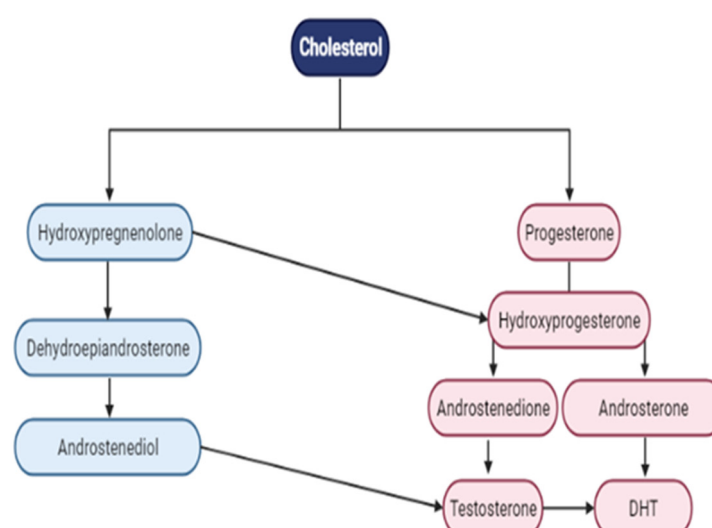 Cholesterol
Hydroxypregnenolone
Progesterone
Hydroxyprogesterone
Dehydroepiandrosterone
Androstenedione
Androsterone
Androstenediol
Testosterone
DHT